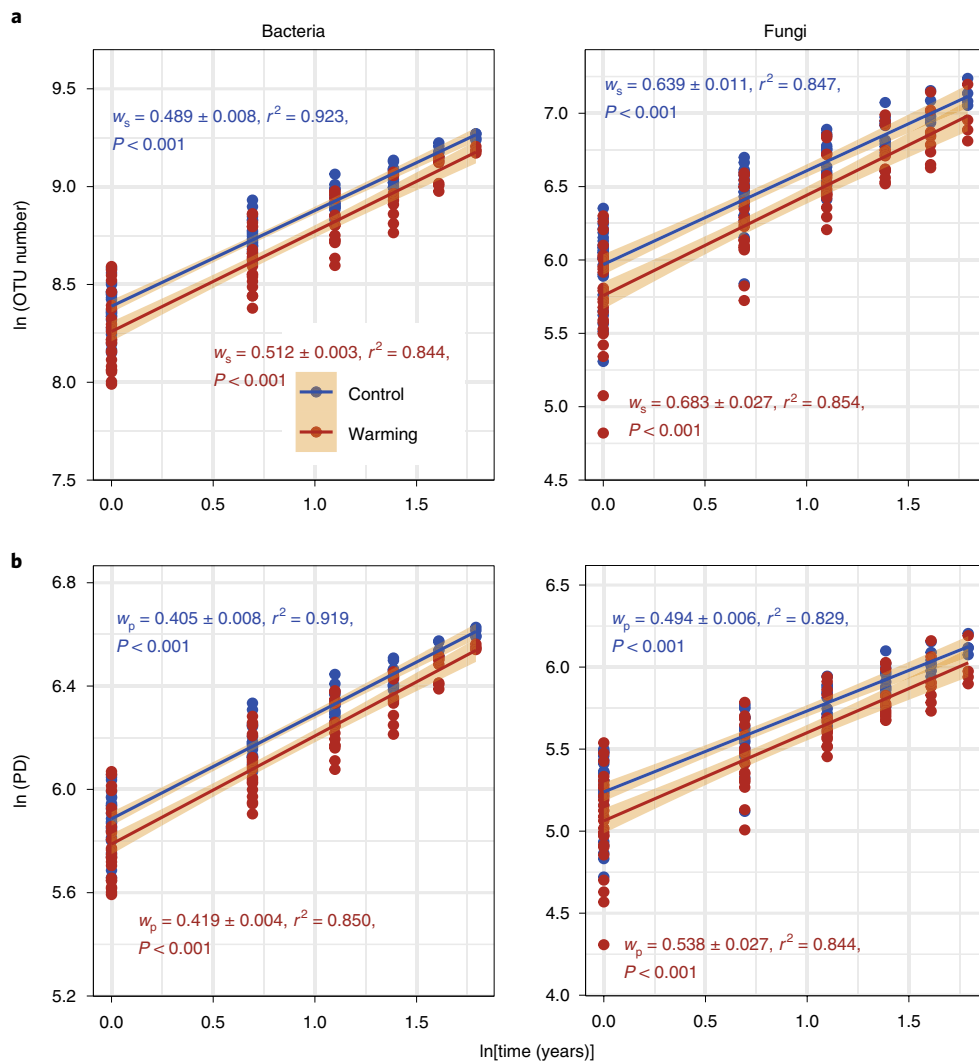 a
Bacteria
Fungi
ln (OTU number)
9.5
9.0
8.5
8.0
7.5
w_s = 0.489 ± 0.008, r² = 0.923,
P < 0.001
w_s = 0.512 ± 0.003, r² = 0.844,
P < 0.001
Control
Warming
0.0 0.5 1.0 1.5
7.0
6.5
6.0
5.5
5.0
4.5
w_s = 0.639 ± 0.011, r² = 0.847,
P < 0.001
w_s = 0.683 ± 0.027, r² = 0.854,
P < 0.001
0.0 0.5 1.0 1.5
b
ln (PD)
6.8
6.4
6.0
5.6
5.2
w_p = 0.405 ± 0.008, r² = 0.919,
P < 0.001
w_p = 0.419 ± 0.004, r² = 0.850,
P < 0.001
0.0 0.5 1.0 1.5
6.5
6.0
5.5
5.0
4.5
4.0
w_p = 0.494 ± 0.006, r² = 0.829,
P < 0.001
w_p = 0.538 ± 0.027, r² = 0.844,
P < 0.001
0.0 0.5 1.0 1.5
ln[time (years)]